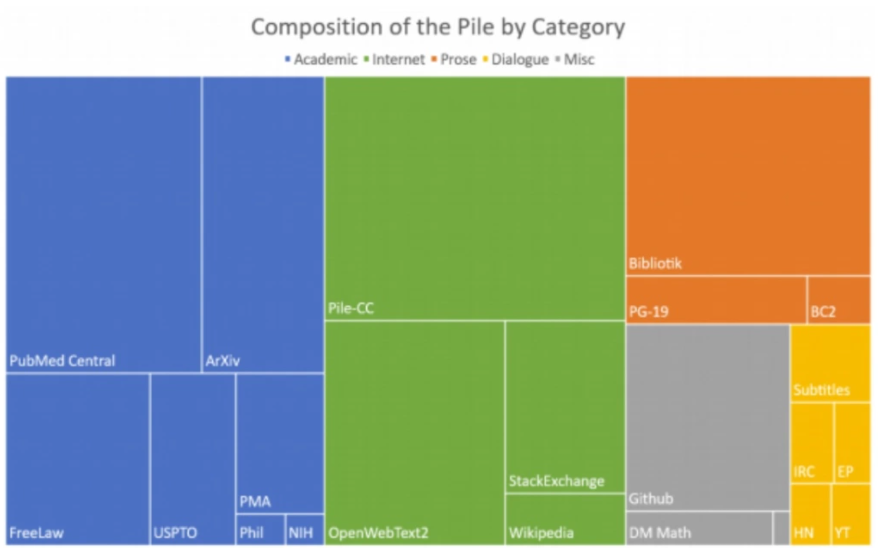 Composition of the Pile by Category
Academic Internet Prose Dialogue Misc
PubMed Central
ArXiv
FreeLaw
USPTO
PMA
Phil
NIH
Pile-CC
OpenWebText2
StackExchange
Wikipedia
Bibliotik
PG-19
BC2
Github
DM Math
Subtitles
IRC
EP
HN
YT